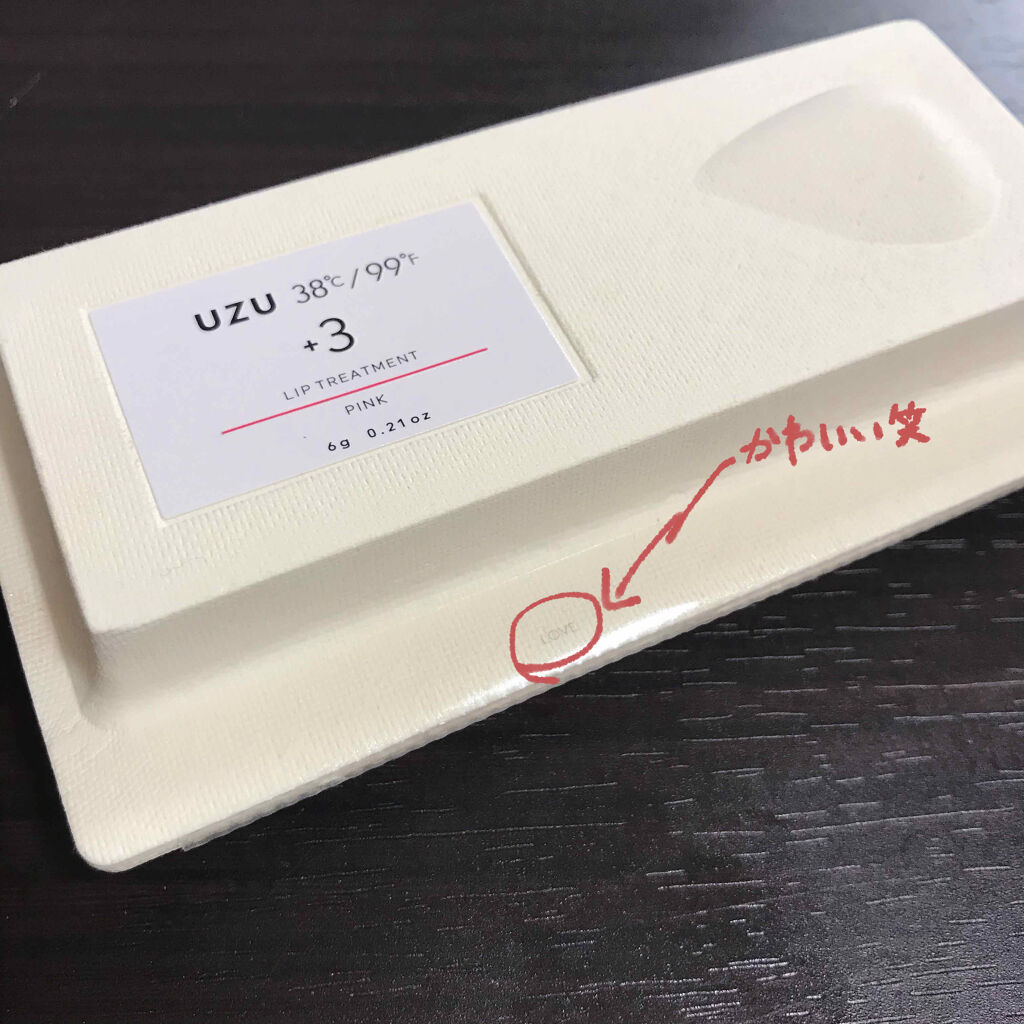 UZU 38℃/99°F
+3
LIP TREATMENT
PINK
6g 0.21oz
かわいい笑
LOVE